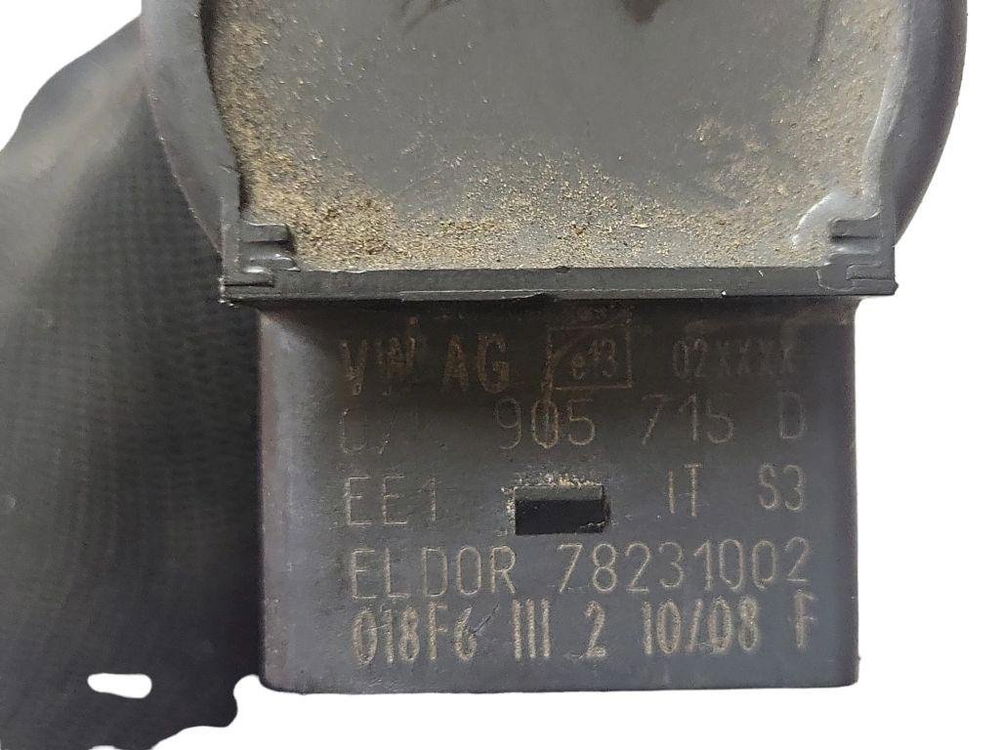 VW AG e13 02XXXX
905 715 D
EE1 IT S3
ELDOR 78231002
018F6 III 2 10/08 F